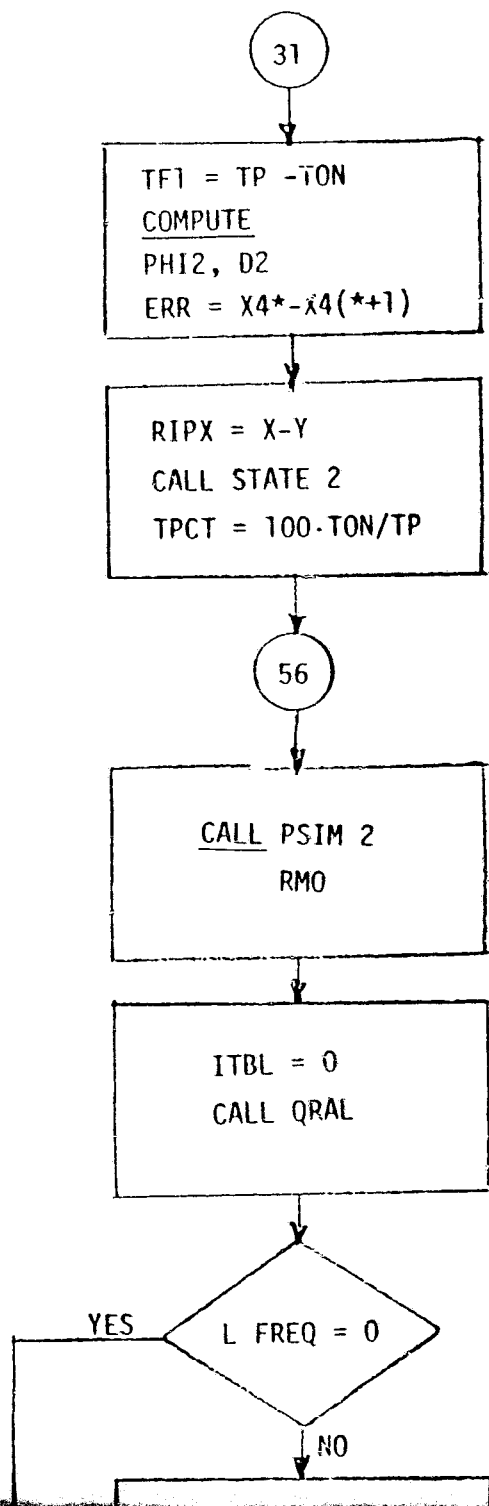 31
TF1 = TP -TON
COMPUTE
PHI2, D2
ERR = X4*-X4(*+1)
RIPX = X-Y
CALL STATE 2
TPCT = 100·TON/TP
56
CALL PSIM 2
RMO
ITBL = 0
CALL QRAL
L FREQ = 0
YES
NO